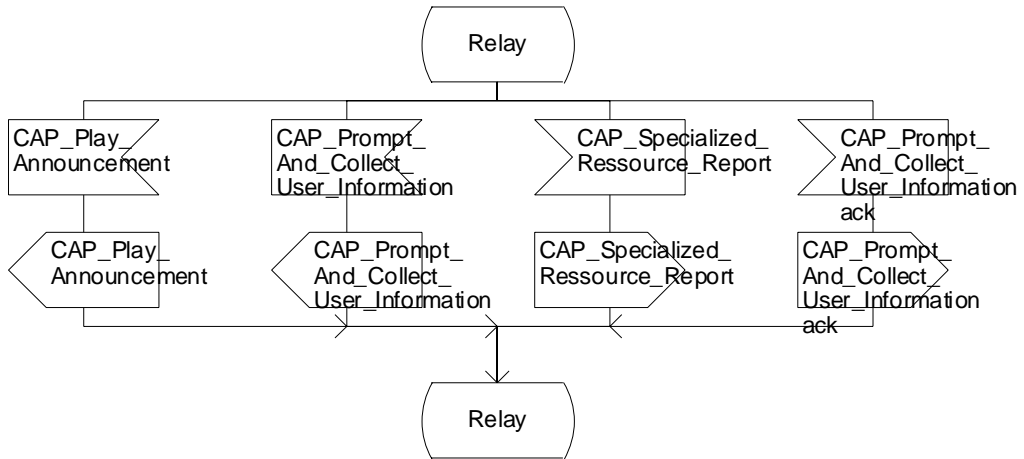 Relay
CAP_Play_
Announcement
CAP_Prompt_
And_Collect_
User_Information
CAP_Specialized_
Ressource_Report
CAP_Prompt_
And_Collect_
User_Information
ack
CAP_Play_
Announcement
CAP_Prompt_
And_Collect_
User_Information
CAP_Specialized_
Ressource_Report
CAP_Prompt_
And_Collect_
User_Information
ack
Relay